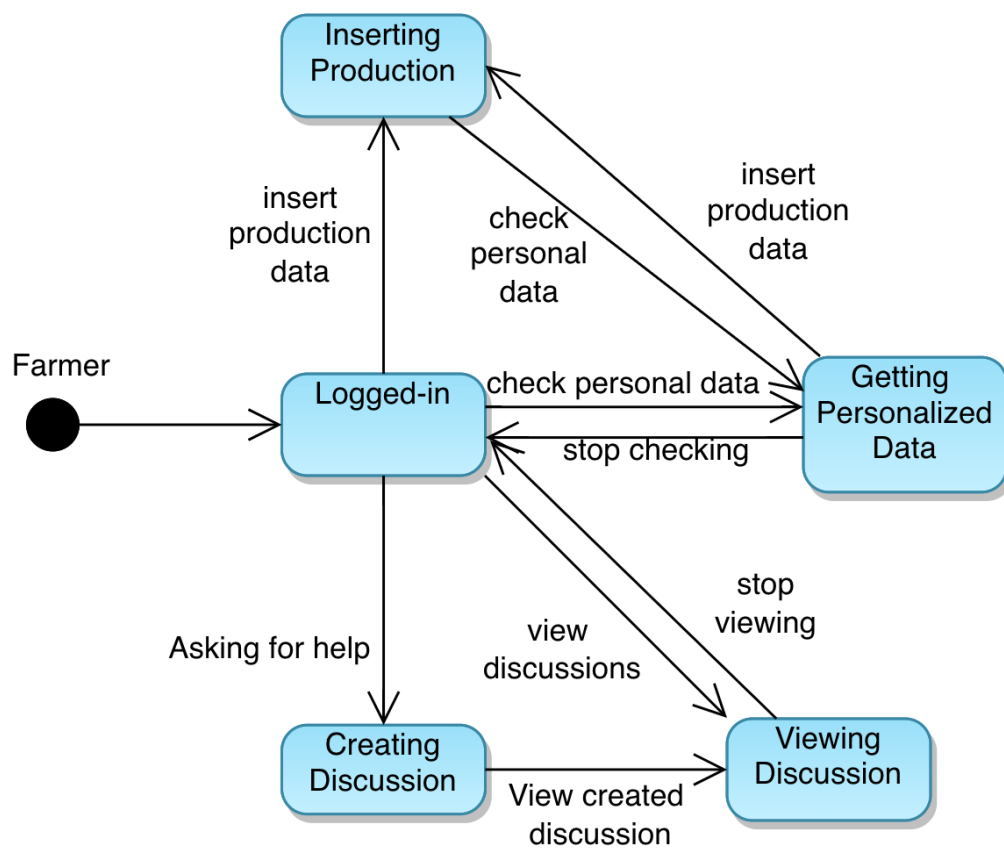 Inserting
Production
insert
production
data
check
personal
data
insert
production
data
Farmer
Logged-in
check personal data
Getting
Personalized
Data
stop checking
Asking for help
view
discussions
stop
viewing
Creating
Discussion
View created
discussion
Viewing
Discussion